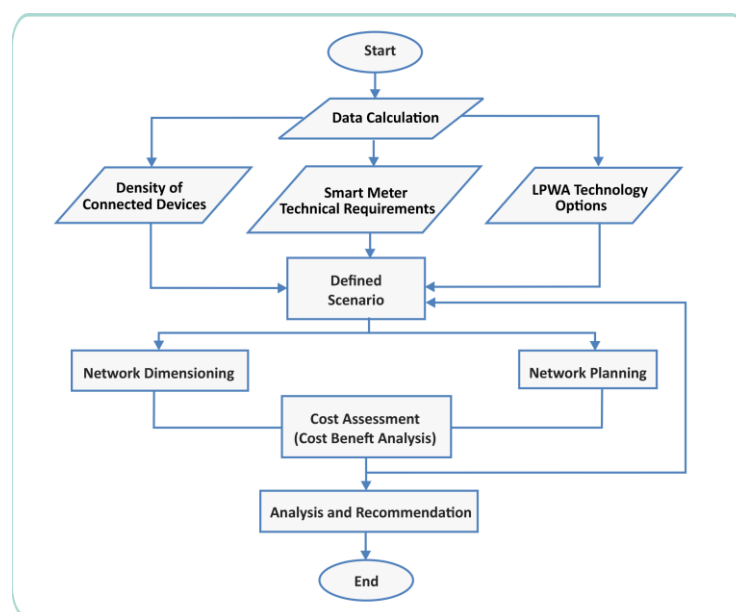 Start
Data Calculation
Density of
Connected Devices
Smart Meter
Technical Requirements
LPWA Technology
Options
Defined
Scenario
Network Dimensioning
Network Planning
Cost Assessment
(Cost Beneft Analysis)
Analysis and Recommendation
End